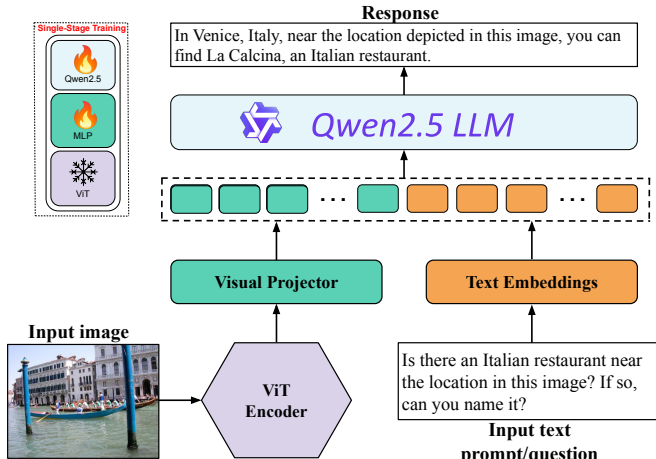 Response
Single-Stage Training
In Venice, Italy, near the location depicted in this image, you can
find La Calcina, an Italian restaurant.
Qwen2.5
MLP
ViT
Qwen2.5 LLM
Visual Projector
Text Embeddings
Input image
ViT
Encoder
Is there an Italian restaurant near
the location in this image? If so,
can you name it?
Input text
prompt/question